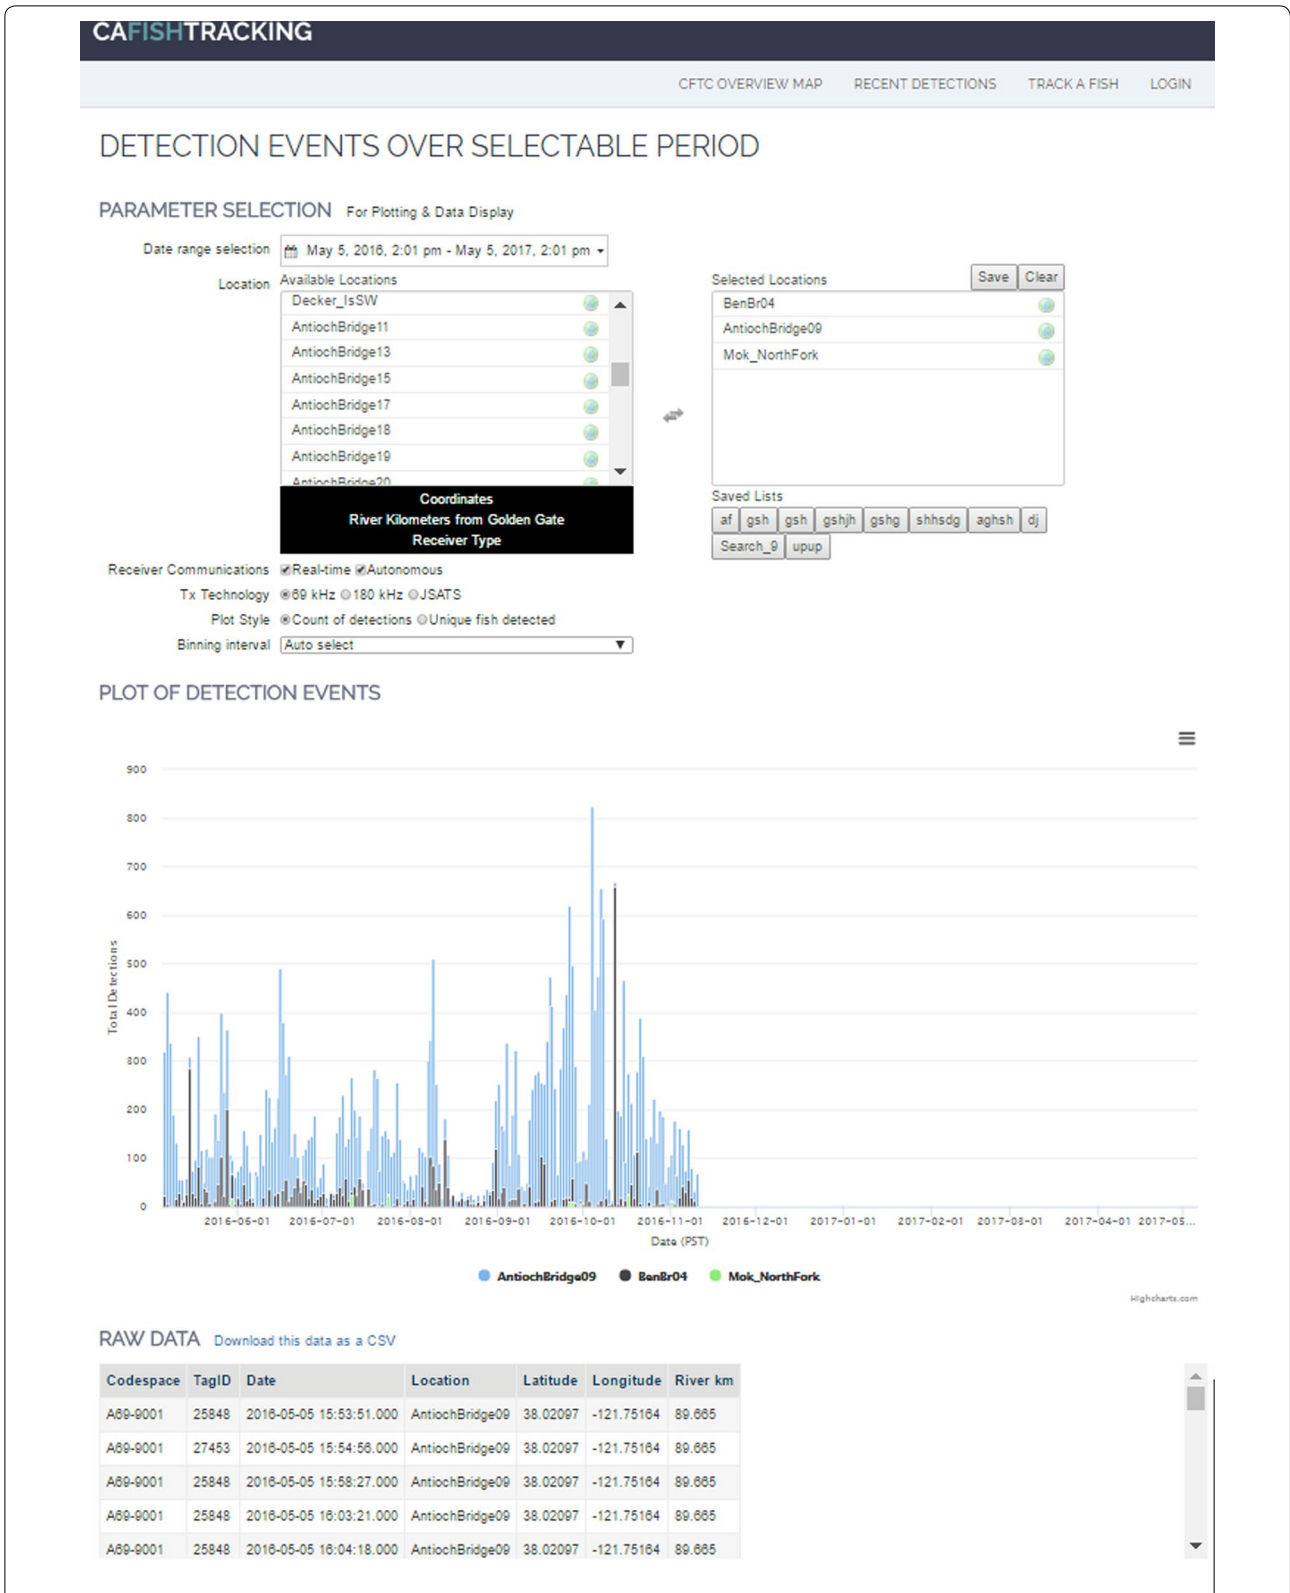 CAFISHTRACKING
CFTC OVERVIEW MAP RECENT DETECTIONS TRACK A FISH LOGIN
DETECTION EVENTS OVER SELECTABLE PERIOD
PARAMETER SELECTION For Plotting & Data Display
Date range selection May 5, 2016, 2:01 pm - May 5, 2017, 2:01 pm
Location Available Locations
Decker_IsSW
AntiochBridge11
AntiochBridge13
AntiochBridge15
AntiochBridge17
AntiochBridge18
AntiochBridge19
AntiochBridge20
Coordinates
River Kilometers from Golden Gate
Receiver Type
Selected Locations Save Clear
BenBr04
AntiochBridge09
Mok_NorthFork
Saved Lists
af gsh gsh gshjh gshg shhsdg aghsh dj
Search_9 upup
Receiver Communications Real-time Autonomous
Tx Technology 69 kHz 180 kHz JSATS
Plot Style Count of detections Unique fish detected
Binning interval Auto select
PLOT OF DETECTION EVENTS
900
800
700
600
500
400
300
200
100
0
Total Detections
2016-06-01 2016-07-01 2016-08-01 2016-09-01 2016-10-01 2016-11-01 2016-12-01 2017-01-01 2017-02-01 2017-03-01 2017-04-01 2017-05...
Date (PST)
AntiochBridge09 BenBr04 Mok_NorthFork
Highcharts.com
RAW DATA Download this data as a CSV
Codespace TagID Date Location Latitude Longitude River km
A69-9001 25848 2016-05-05 15:53:51.000 AntiochBridge09 38.02097 -121.75164 89.665
A69-9001 27453 2016-05-05 15:54:56.000 AntiochBridge09 38.02097 -121.75164 89.665
A69-9001 25848 2016-05-05 15:58:27.000 AntiochBridge09 38.02097 -121.75164 89.665
A69-9001 25848 2016-05-05 16:03:21.000 AntiochBridge09 38.02097 -121.75164 89.665
A69-9001 25848 2016-05-05 16:04:18.000 AntiochBridge09 38.02097 -121.75164 89.665